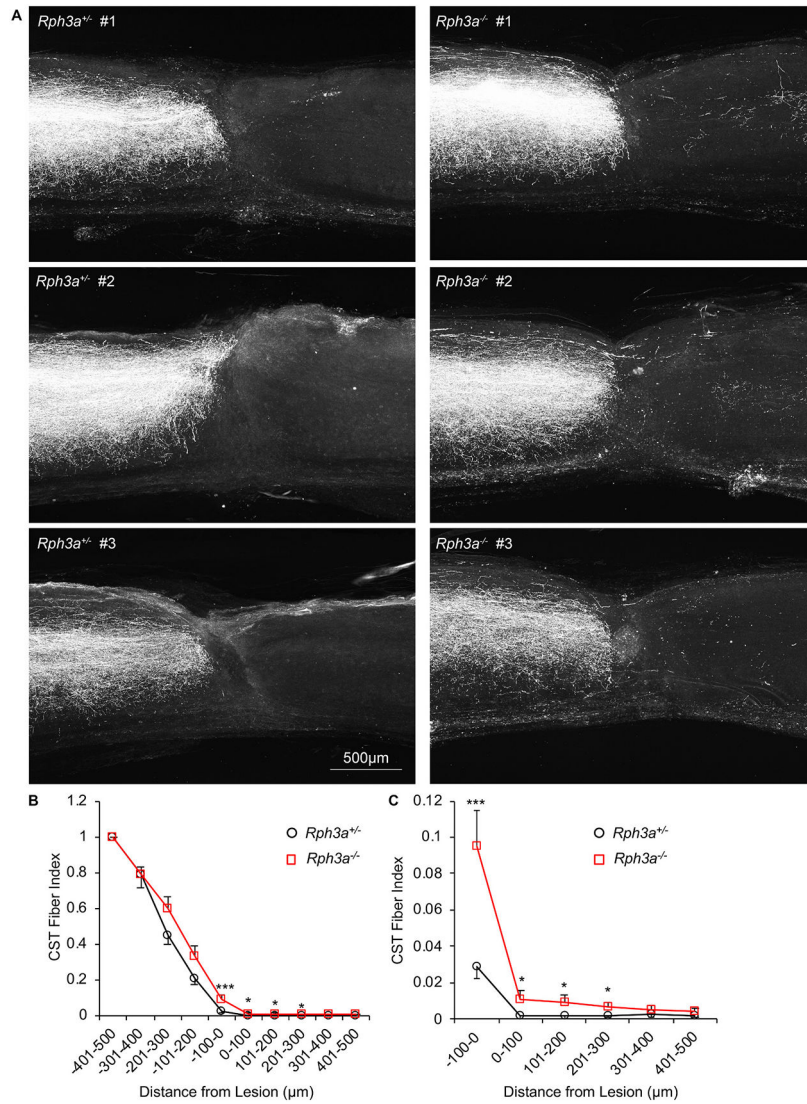 A
Rph3a+/- #1
Rph3a-/- #1
Rph3a+/- #2
Rph3a-/- #2
Rph3a+/- #3
Rph3a-/- #3
500µm
B
CST Fiber Index
1.2
1
0.8
0.6
0.4
0.2
0
Rph3a+/-
Rph3a-/-
***
*
*
*
-401-500
-301-400
-201-300
-101-200
-100-0
0-100
101-200
201-300
301-400
401-500
Distance from Lesion (µm)
C
CST Fiber Index
0.12
0.1
0.08
0.06
0.04
0.02
0
Rph3a+/-
Rph3a-/-
***
*
*
*
-100-0
0-100
101-200
201-300
301-400
401-500
Distance from Lesion (µm)